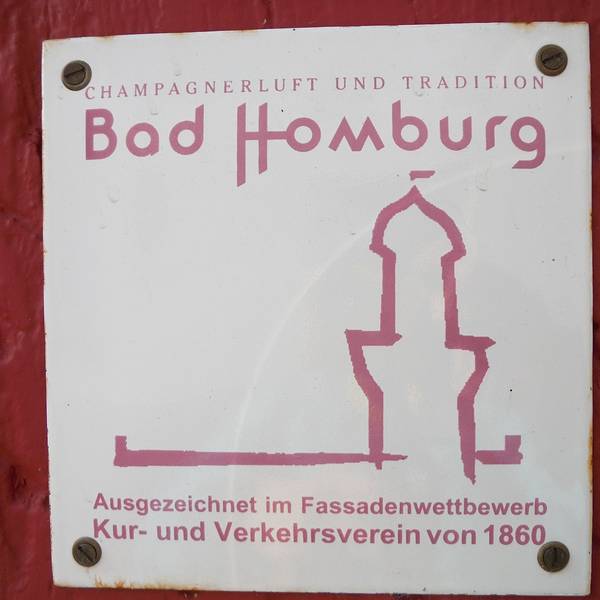 CHAMPAGNERLUFT UND TRADITION
Bad Homburg
Ausgezeichnet im Fassadenwettbewerb
Kur- und Verkehrsverein von 1860